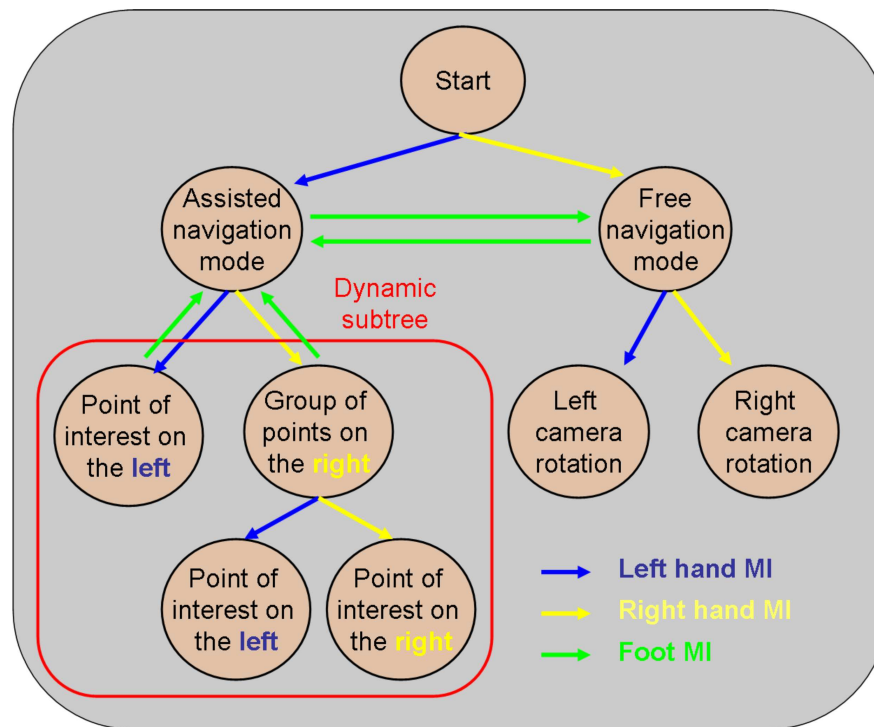 Start
Assisted
navigation
mode
Free
navigation
mode
Dynamic
subtree
Point of
interest on
the left
Group of
points on
the right
Left
camera
rotation
Right
camera
rotation
Point of
interest on
the left
Point of
interest on
the right
Left hand MI
Right hand MI
Foot MI